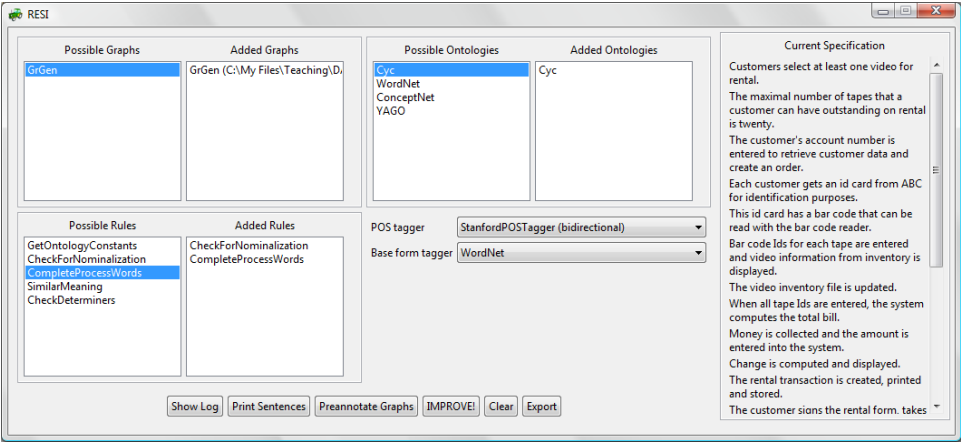 RESI
Possible Graphs
Added Graphs
GrGen
GrGen (C:\My Files\Teaching\D
Possible Ontologies
Added Ontologies
Cyc
WordNet
ConceptNet
YAGO
Cyc
Possible Rules
Added Rules
GetOntologyConstants
CheckForNominalization
CompleteProcessWords
SimilarMeaning
CheckDeterminers
CheckForNominalization
CompleteProcessWords
POS tagger
StanfordPOSTagger (bidirectional)
Base form tagger
WordNet
Show Log
Print Sentences
Preannotate Graphs
IMPROVE!
Clear
Export
Current Specification
Customers select at least one video for
rental.
The maximal number of tapes that a
customer can have outstanding on rental
is twenty.
The customer's account number is
entered to retrieve customer data and
create an order.
Each customer gets an id card from ABC
for identification purposes.
This id card has a bar code that can be
read with the bar code reader.
Bar code Ids for each tape are entered
and video information from inventory is
displayed.
The video inventory file is updated.
When all tape Ids are entered, the system
computes the total bill.
Money is collected and the amount is
entered into the system.
Change is computed and displayed.
The rental transaction is created, printed
and stored.
The customer signs the rental form, takes